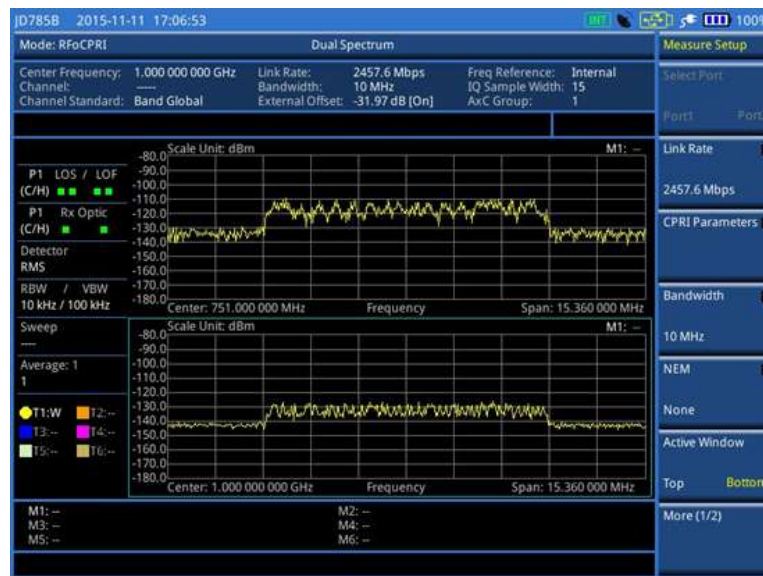 JD785B 2015-11-11 17:06:53 INT 100%
Mode: RFoCPRI Dual Spectrum Measure Setup
Center Frequency: 1.000 000 000 GHz Link Rate: 2457.6 Mbps Freq Reference: Internal
Channel: ---- Bandwidth: 10 MHz IQ Sample Width: 15
Channel Standard: Band Global External Offset: -31.97 dB [On] AxC Group: 1
Select Port
Port1 Port
Scale Unit: dBm M1: --
-80.0
-90.0
-100.0
-110.0
-120.0
-130.0
-140.0
-150.0
-160.0
-170.0
-180.0
Center: 751.000 000 MHz Frequency Span: 15.360 000 MHz
P1 LOS / LOF
(C/H)
P1 Rx Optic
(C/H)
Detector
RMS
RBW / VBW
10 kHz / 100 kHz
Sweep
----
Average: 1
1
T1:W T2:--
T3:-- T4:--
T5:-- T6:--
Scale Unit: dBm M1: --
-80.0
-90.0
-100.0
-110.0
-120.0
-130.0
-140.0
-150.0
-160.0
-170.0
-180.0
Center: 1.000 000 000 GHz Frequency Span: 15.360 000 MHz
Link Rate
2457.6 Mbps
CPRI Parameters
Bandwidth
10 MHz
NEM
None
Active Window
Top Bottom
More (1/2)
M1: -- M2: --
M3: -- M4: --
M5: -- M6: --